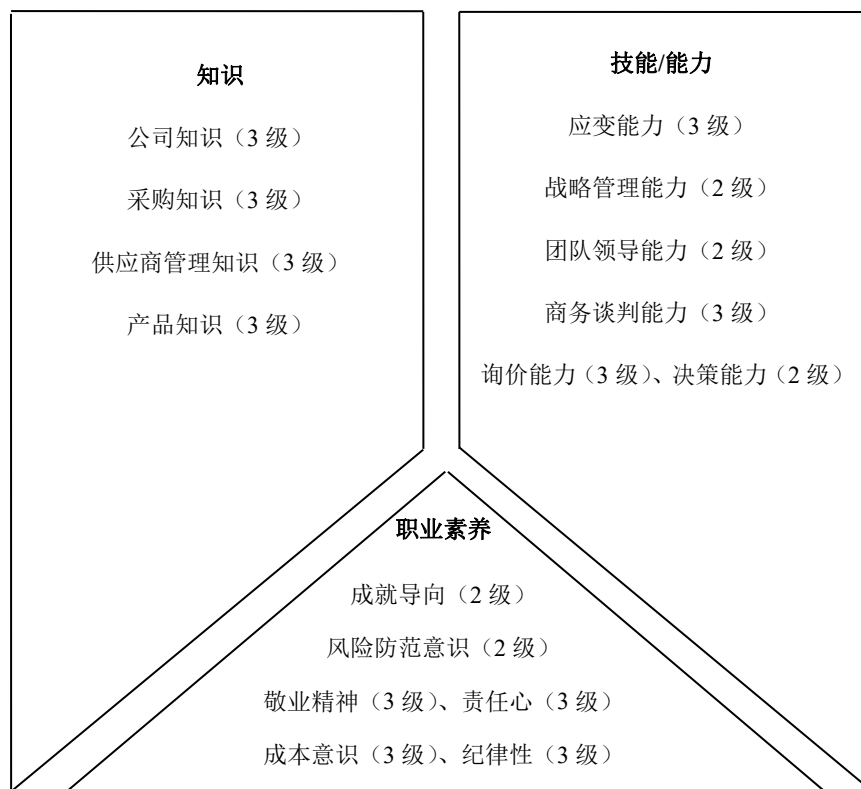 知识
公司知识（3 级）
采购知识（3 级）
供应商管理知识（3 级）
产品知识（3 级）
技能/能力
应变能力（3 级）
战略管理能力（2 级）
团队领导能力（2 级）
商务谈判能力（3 级）
询价能力（3 级）、决策能力（2 级）
职业素养
成就导向（2 级）
风险防范意识（2 级）
敬业精神（3 级）、责任心（3 级）
成本意识（3 级）、纪律性（3 级）